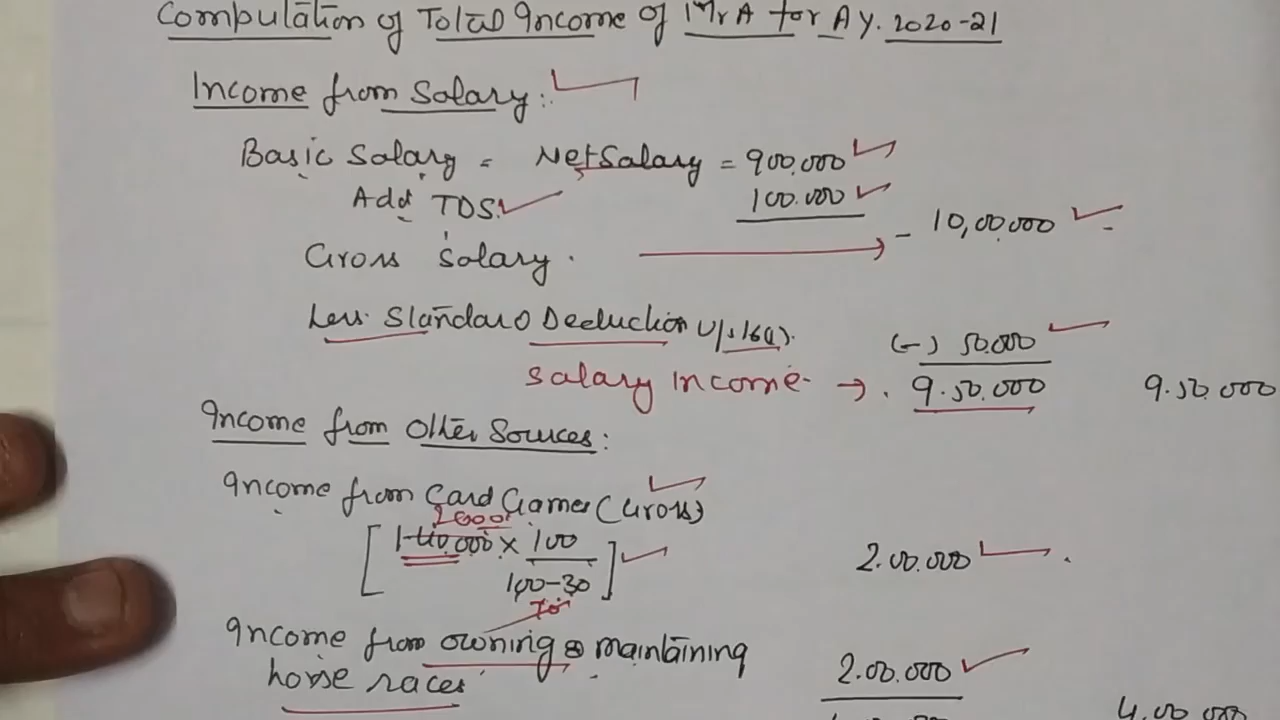 Computation of Total Income of Mr A for A Y. 2020-21
Income from Salary:
Basic Salary = Net Salary = 900.000
Add TDS. 100.000
Gross Salary. - 10,00000
Less Standard Deduction U/s 16(1). (-) 50.000
Salary Income → . 9.50.000 9.50.000
Income from Other Sources:
Income from Card Games (Gross)
2000
[ 1.40.000 × 100 2.00.000
100-30 ]
70
Income from owning & maintaining
horse races 2.00.000
4.00 000